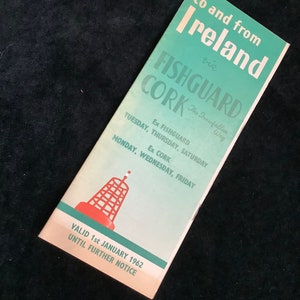 to and from
Ireland
FISHGUARD
CORK
Ex FISHGUARD
TUESDAY, THURSDAY, SATURDAY
Ex CORK
MONDAY, WEDNESDAY, FRIDAY
VALID 1st JANUARY 1962
UNTIL FURTHER NOTICE